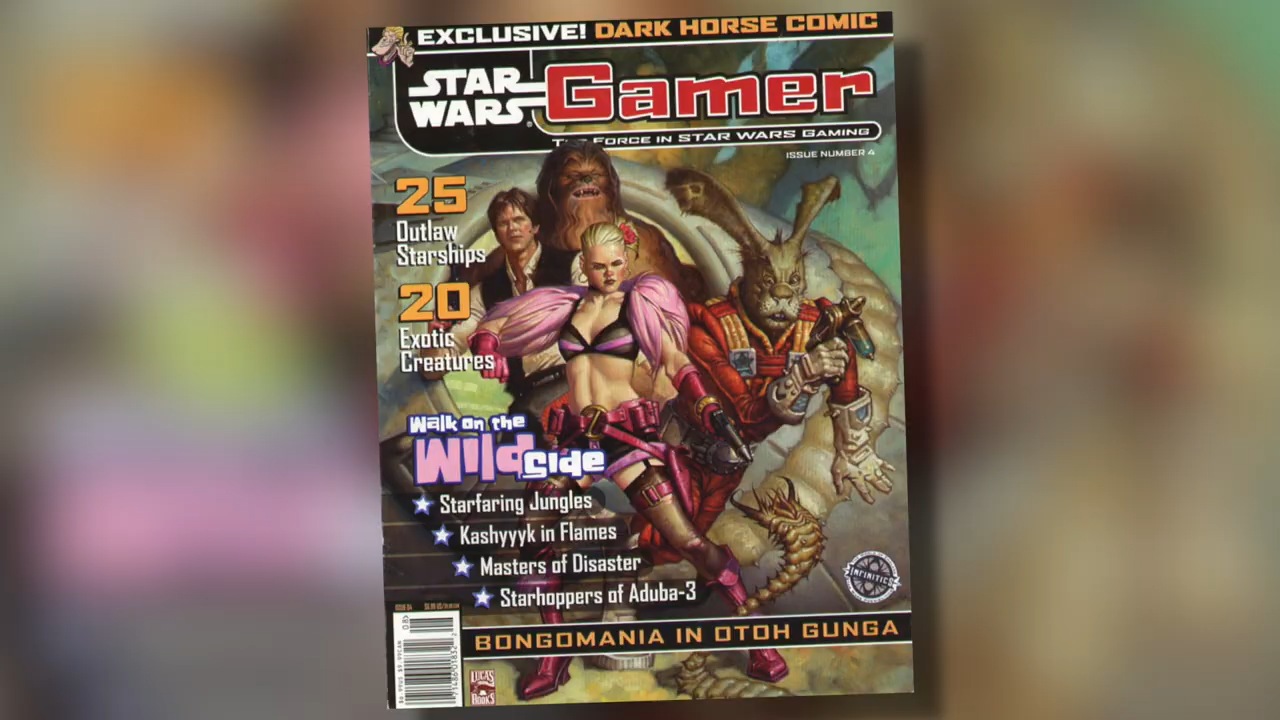 EXCLUSIVE! DARK HORSE COMIC
STAR WARS Gamer
THE FORCE IN STAR WARS GAMING
ISSUE NUMBER 4
25
Outlaw
Starships
20
Exotic
Creatures
Walk on the
Wild Side
Starfaring Jungles
Kashyyyk in Flames
Masters of Disaster
Starhoppers of Aduba-3
INFINITIES
BONGOMANIA IN OTOH GUNGA
LUCAS
BOOKS